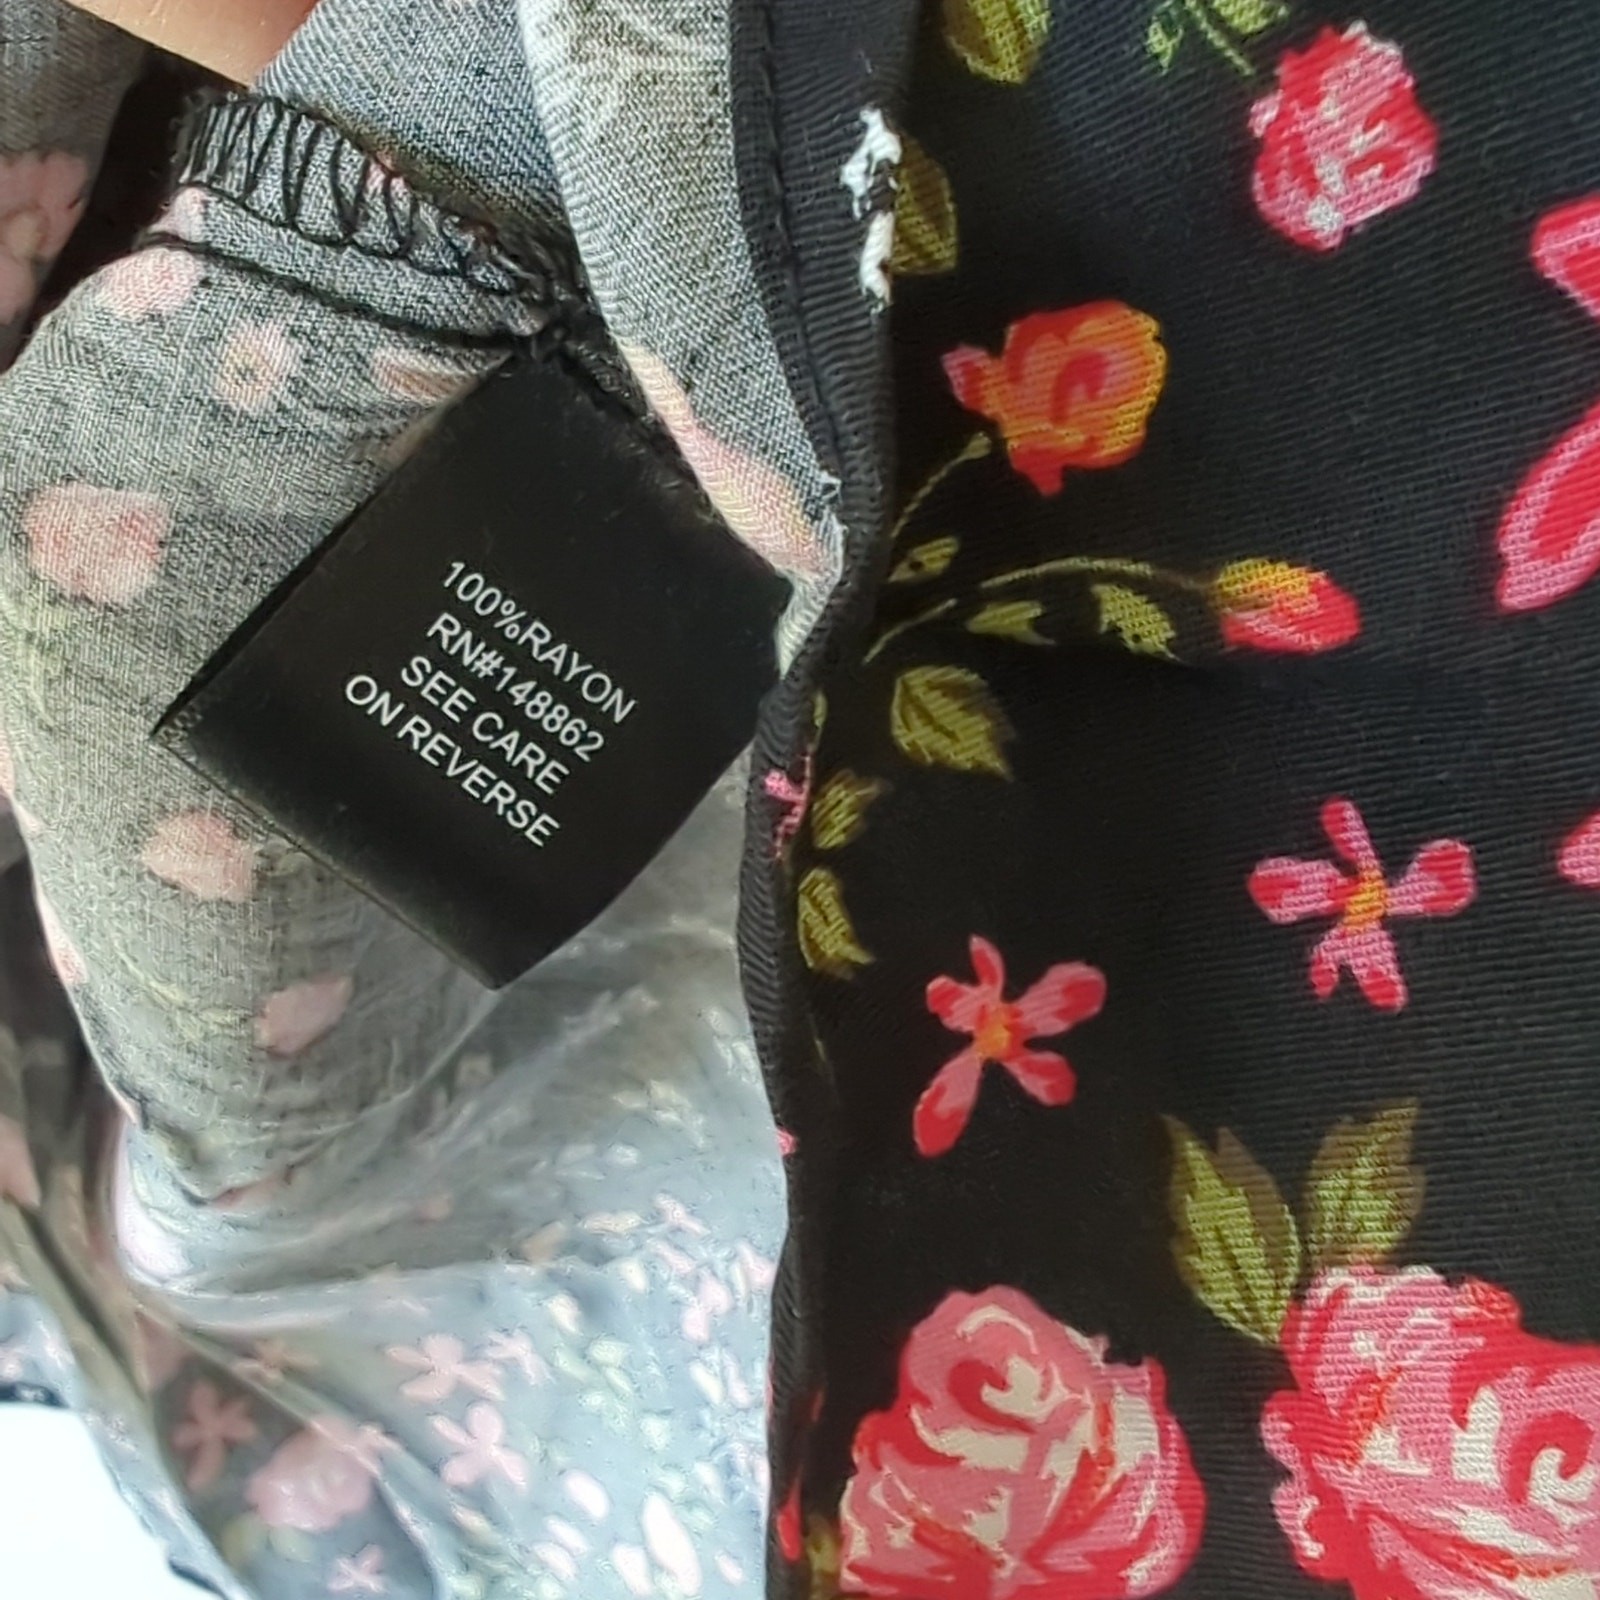 100%RAYON
RN#148862
SEE CARE
ON REVERSE